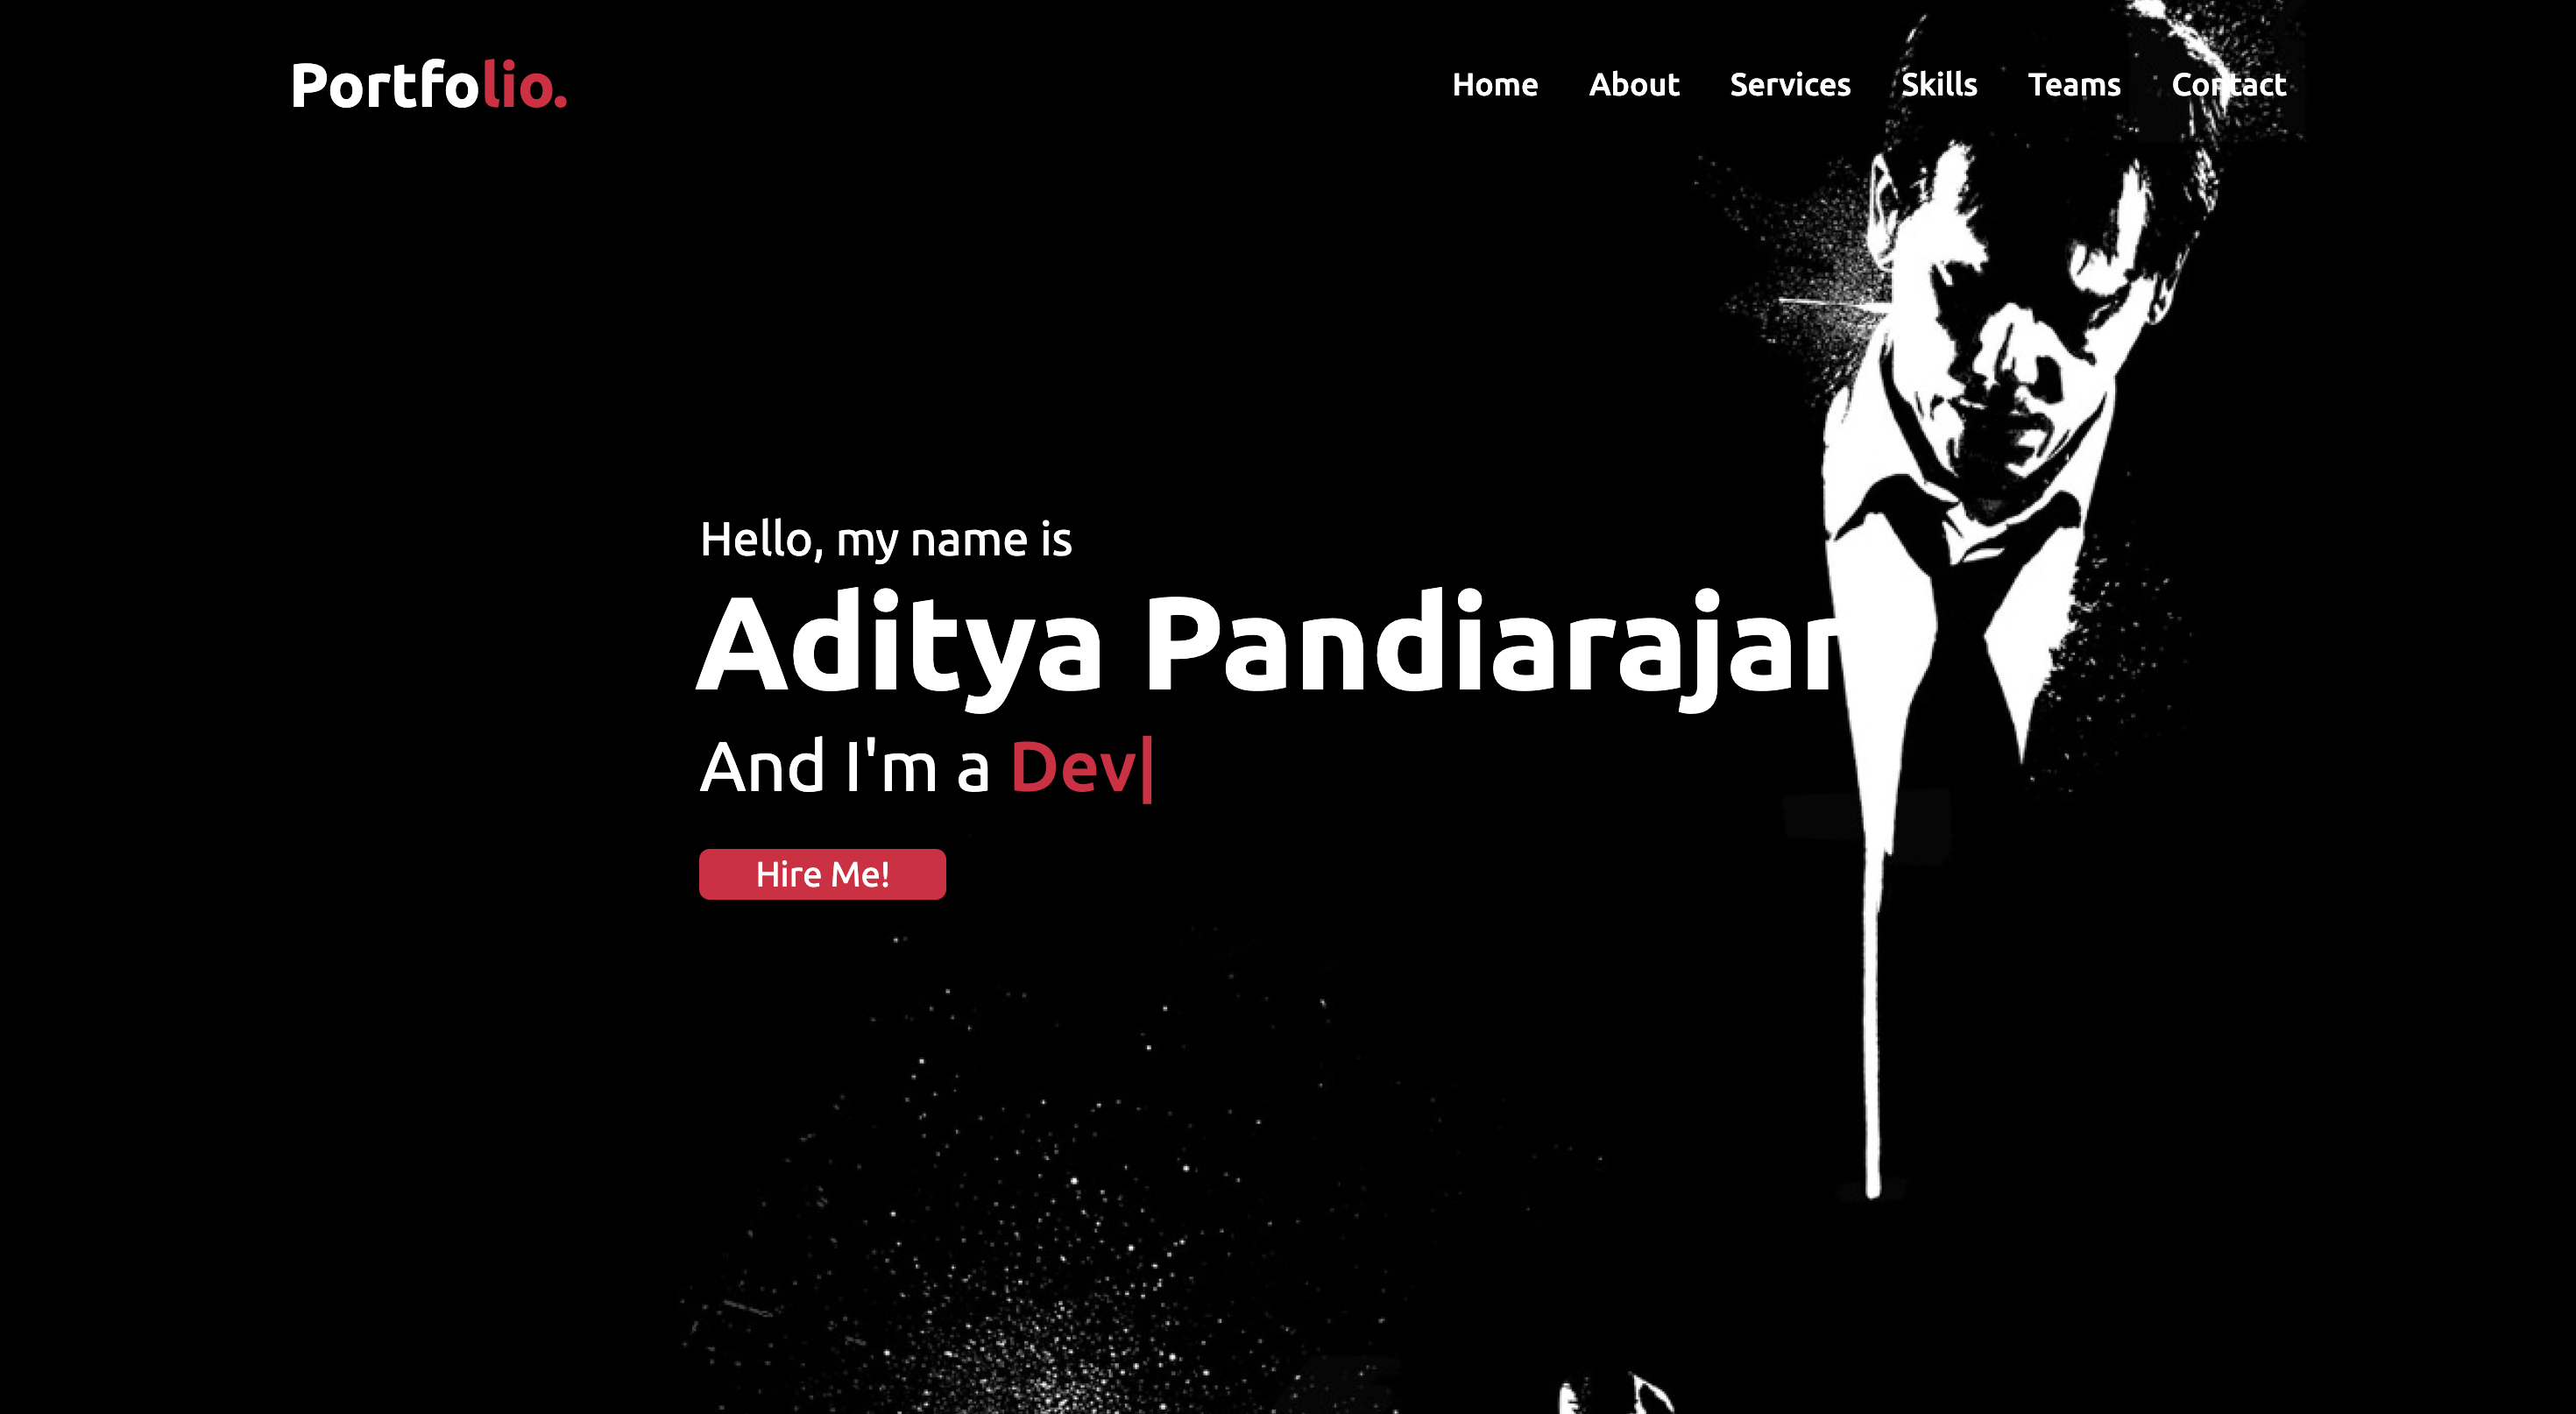 Portfolio.
Home About Services Skills Teams Contact
Hello, my name is
Aditya Pandiarajan
And I'm a Dev|
Hire Me!